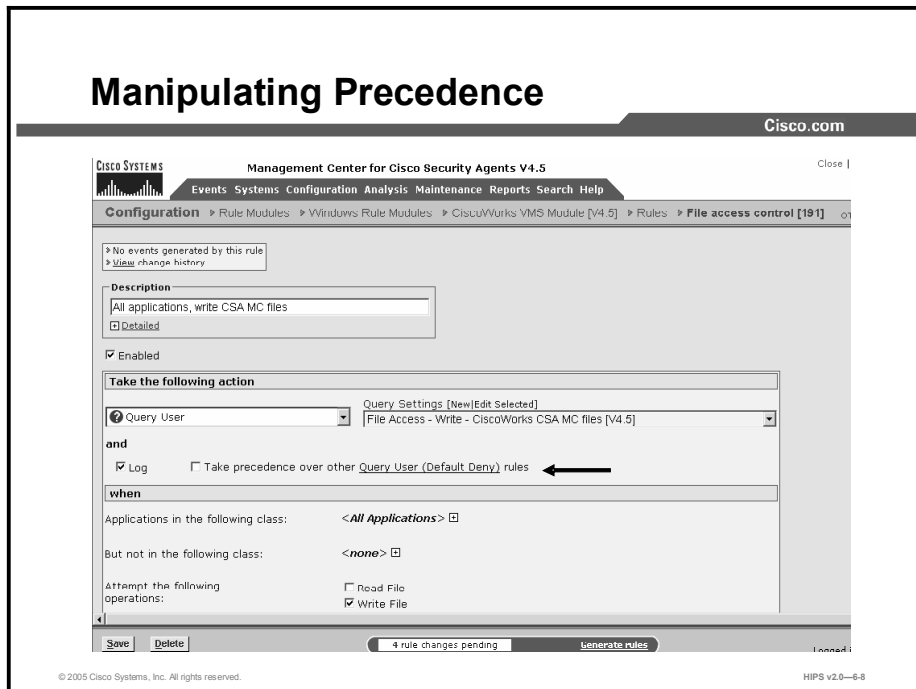 Manipulating Precedence
Cisco.com
CISCO SYSTEMS
Management Center for Cisco Security Agents V4.5
Close |
Events Systems Configuration Analysis Maintenance Reports Search Help
Configuration > Rule Modules > Windows Rule Modules > CiscoWorks VMS Module [V4.5] > Rules > File access control [191]
> No events generated by this rule
> View change history
Description
All applications, write CSA MC files
[+] Detailed
Enabled
Take the following action
Query User
Query Settings [New|Edit Selected]
File Access - Write - CiscoWorks CSA MC files [V4.5]
and
Log
Take precedence over other Query User (Default Deny) rules
when
Applications in the following class:
<All Applications>
But not in the following class:
<none>
Attempt the following
operations:
Read File
Write File
Save
Delete
4 rule changes pending
Generate rules
Logged i
© 2005 Cisco Systems, Inc. All rights reserved.
HIPS v2.0—6-8